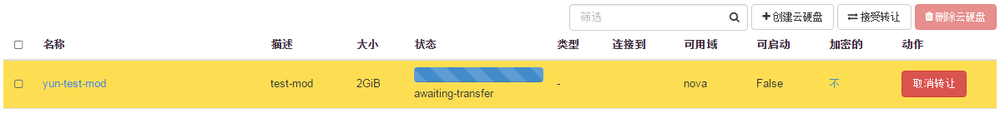 筛选 创建云硬盘 接受转让 删除云硬盘
名称 描述 大小 状态 类型 连接到 可用域 可启动 加密的 动作
yun-test-mod test-mod 2GiB awaiting-transfer - nova False 不 取消转让